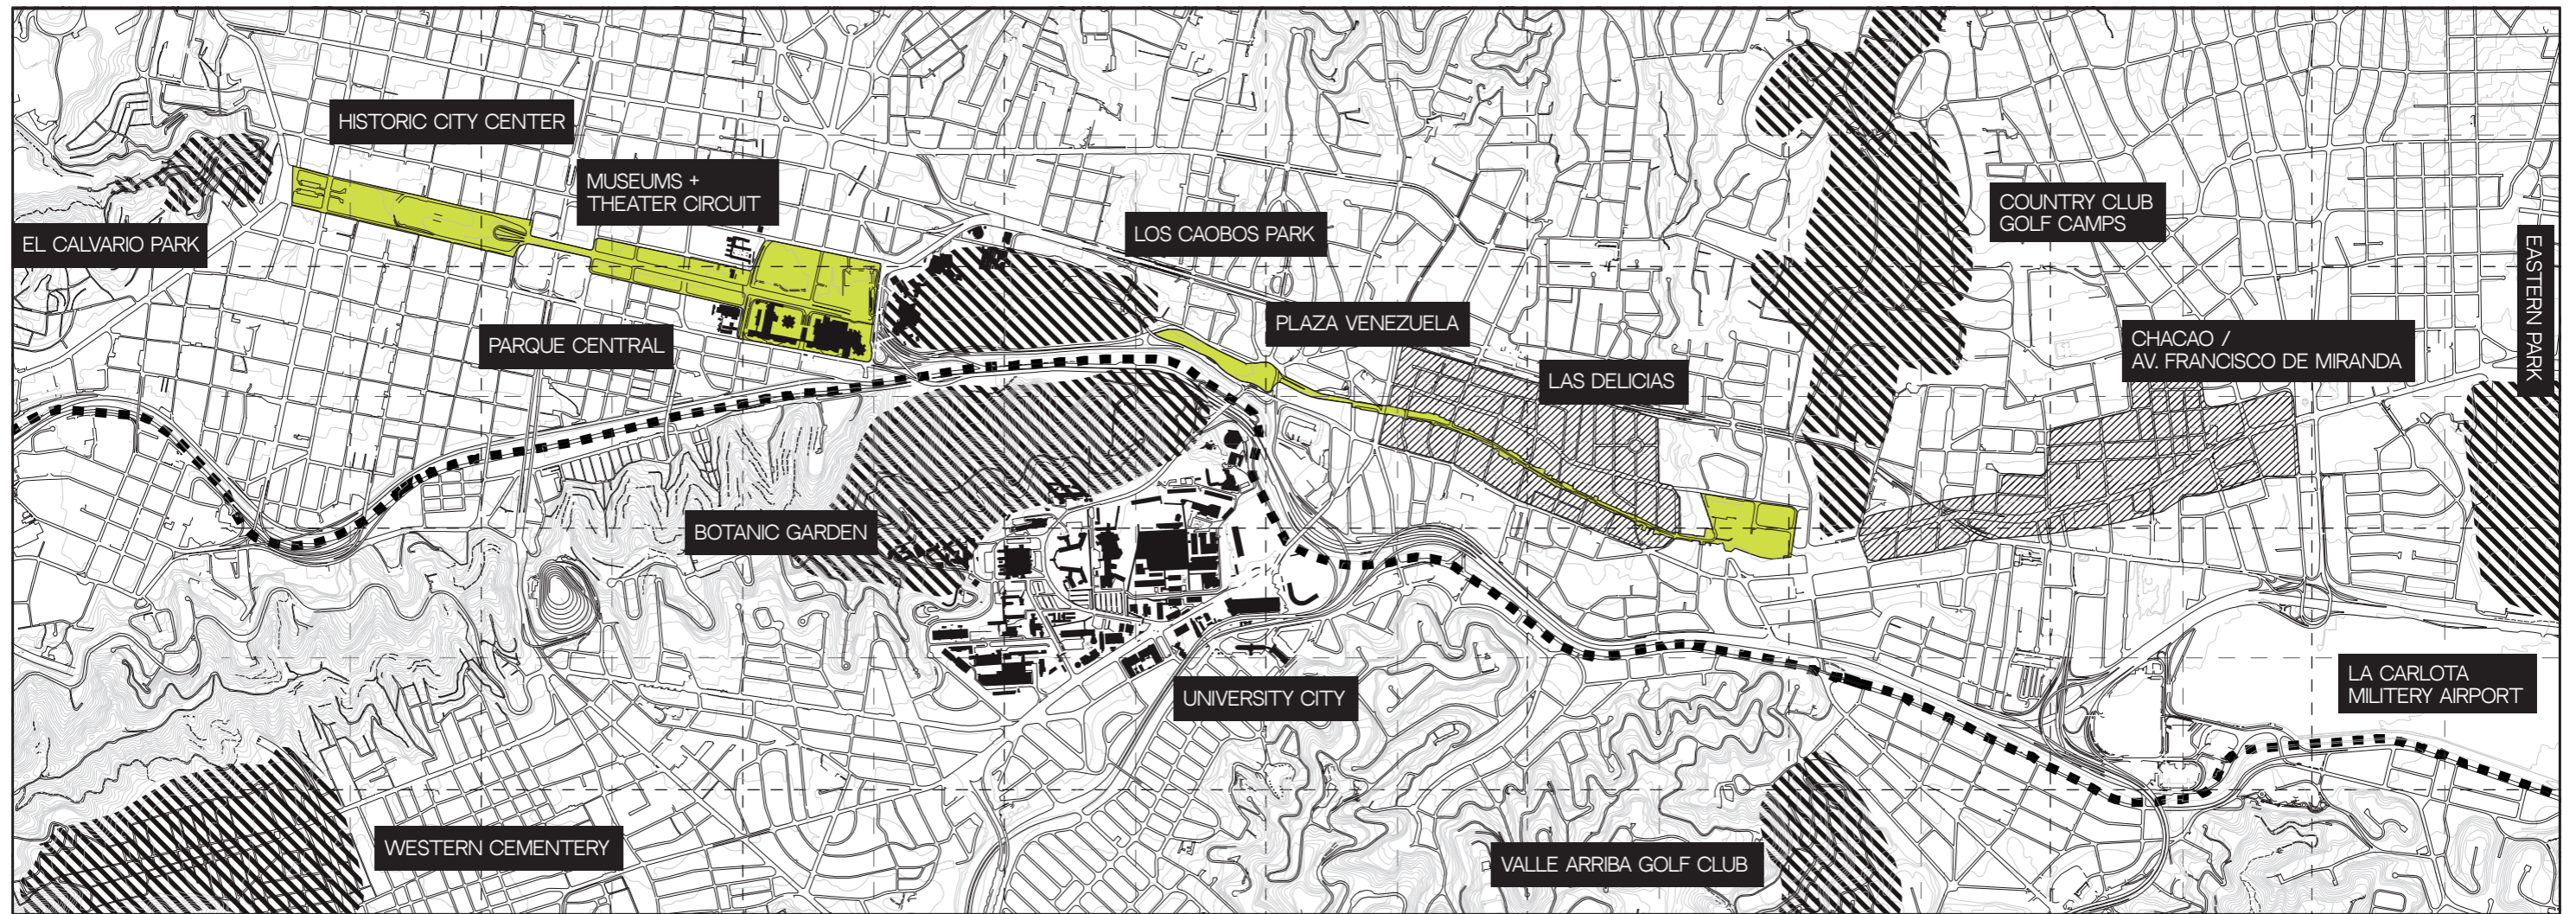 HISTORIC CITY CENTER
MUSEUMS +
THEATER CIRCUIT
EL CALVARIO PARK
LOS CAOBOS PARK
COUNTRY CLUB
GOLF CAMPS
EASTERN PARK
PARQUE CENTRAL
PLAZA VENEZUELA
LAS DELICIAS
CHACAO /
AV. FRANCISCO DE MIRANDA
BOTANIC GARDEN
UNIVERSITY CITY
LA CARLOTA
MILITERY AIRPORT
WESTERN CEMENTERY
VALLE ARRIBA GOLF CLUB